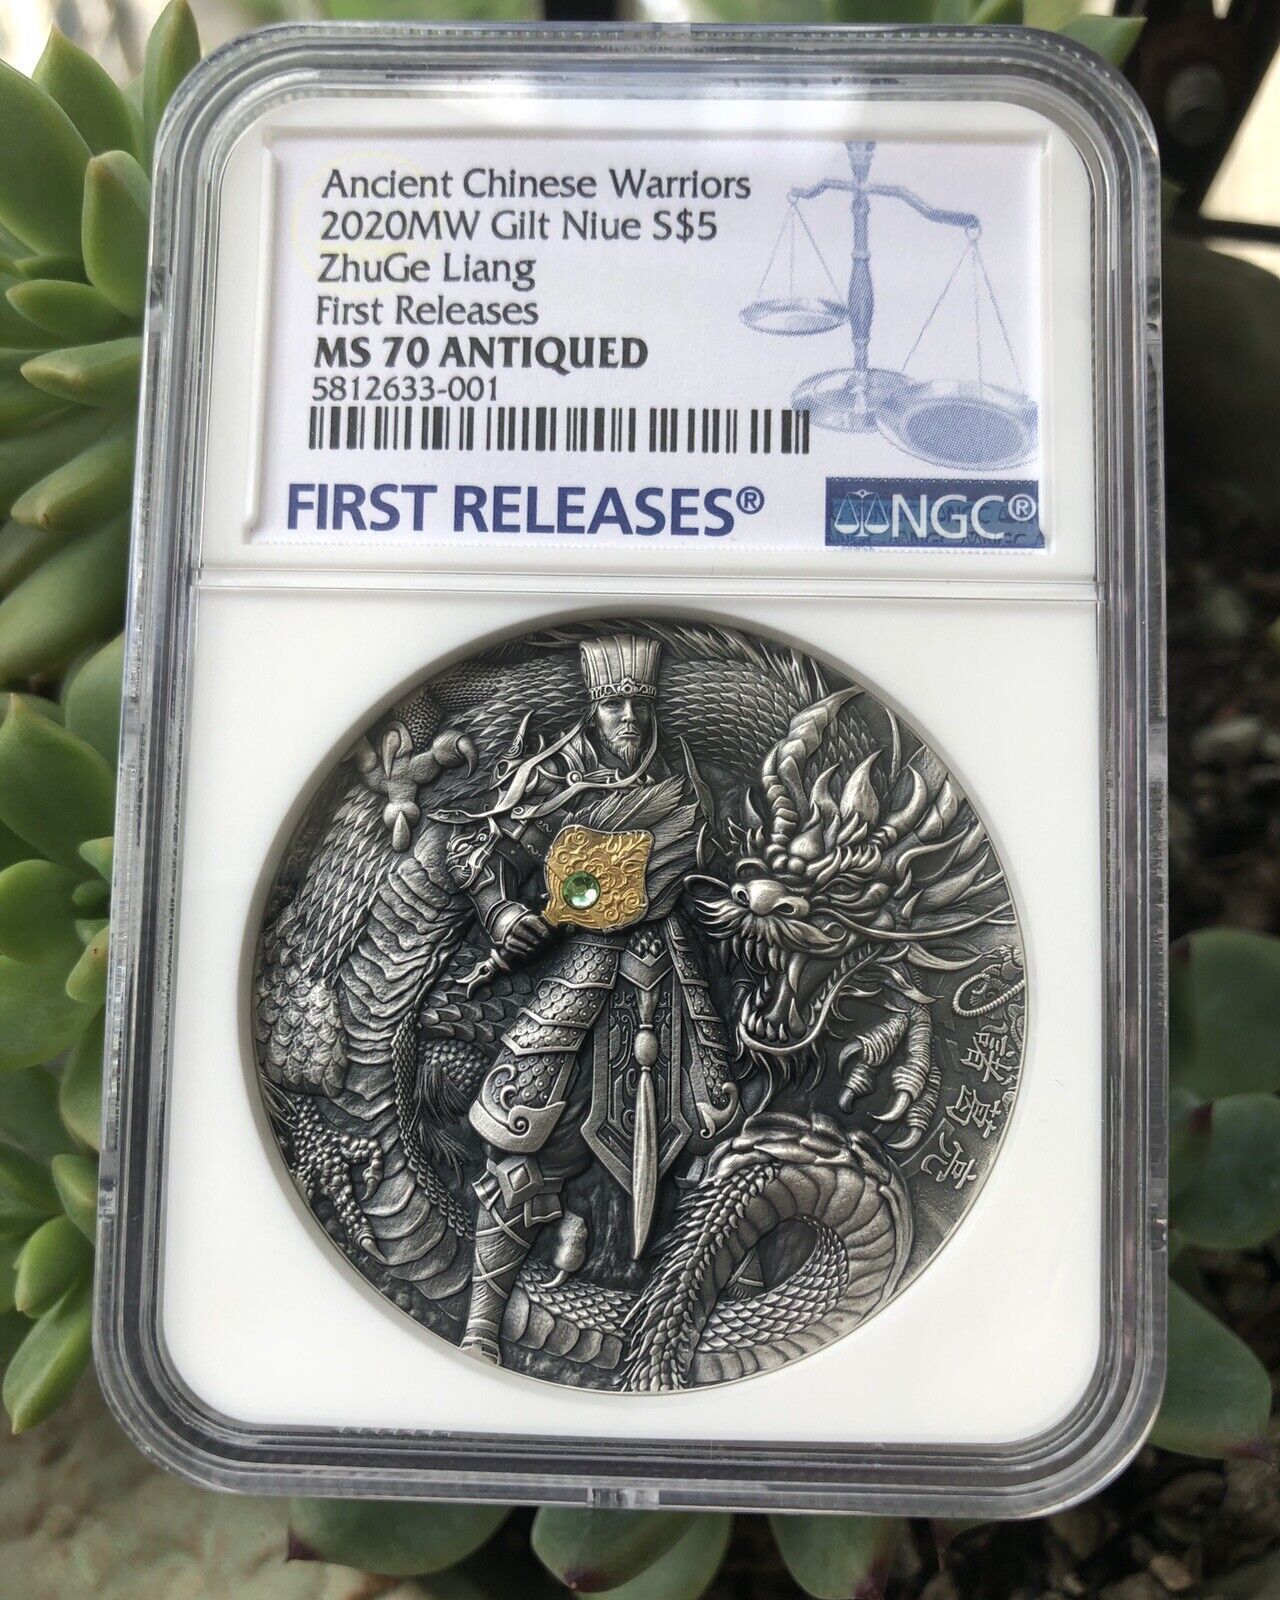 Ancient Chinese Warriors
2020MW Gilt Niue S$5
ZhuGe Liang
First Releases
MS 70 ANTIQUED
5812633-001
FIRST RELEASES®
NGC®
諸葛亮